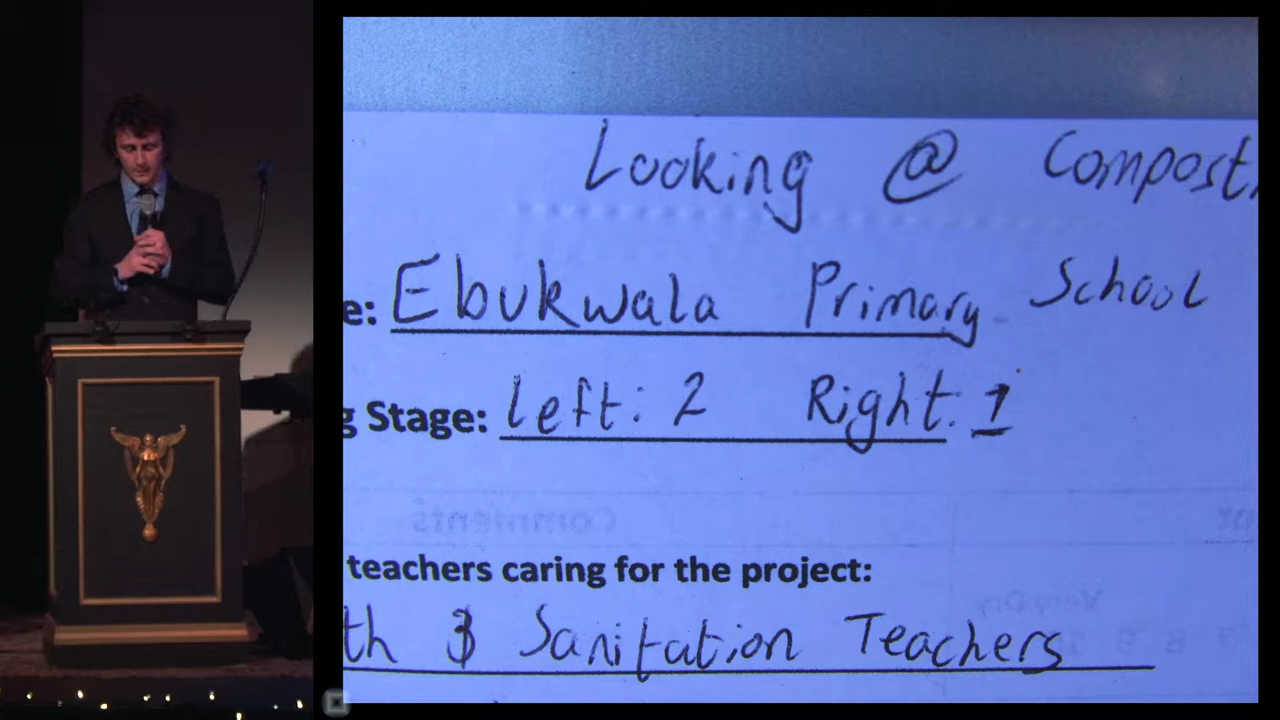 Looking @ Compost
e: Ebukwala Primary School
g Stage: Left: 2 Right: 1
teachers caring for the project:
th & Sanitation Teachers